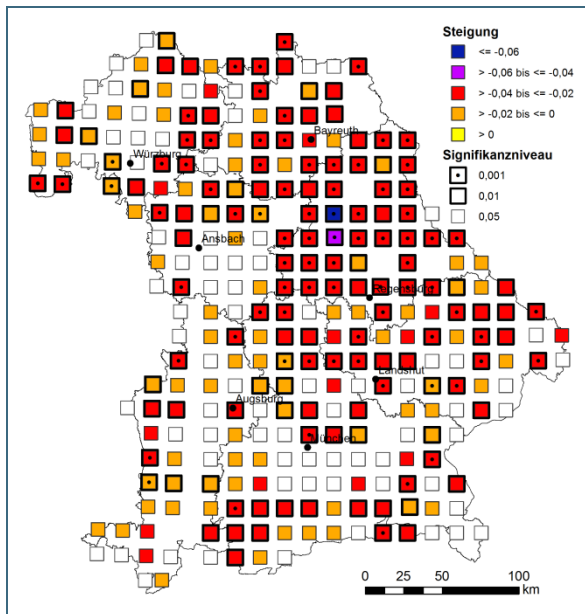 Steigung
<= -0,06
> -0,06 bis <= -0,04
> -0,04 bis <= -0,02
> -0,02 bis <= 0
> 0
Signifikanzniveau
0,001
0,01
0,05
Bayreuth
Würzburg
Ansbach
Regensburg
Landshut
Augsburg
München
0 25 50 100
km